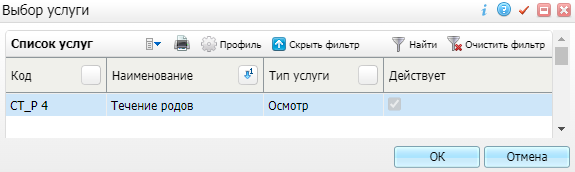 Выбор услуги
Список услуг Профиль Скрыть фильтр Найти Очистить фильтр
Код Наименование Тип услуги Действует
СТ_Р 4 Течение родов Осмотр
ОК Отмена